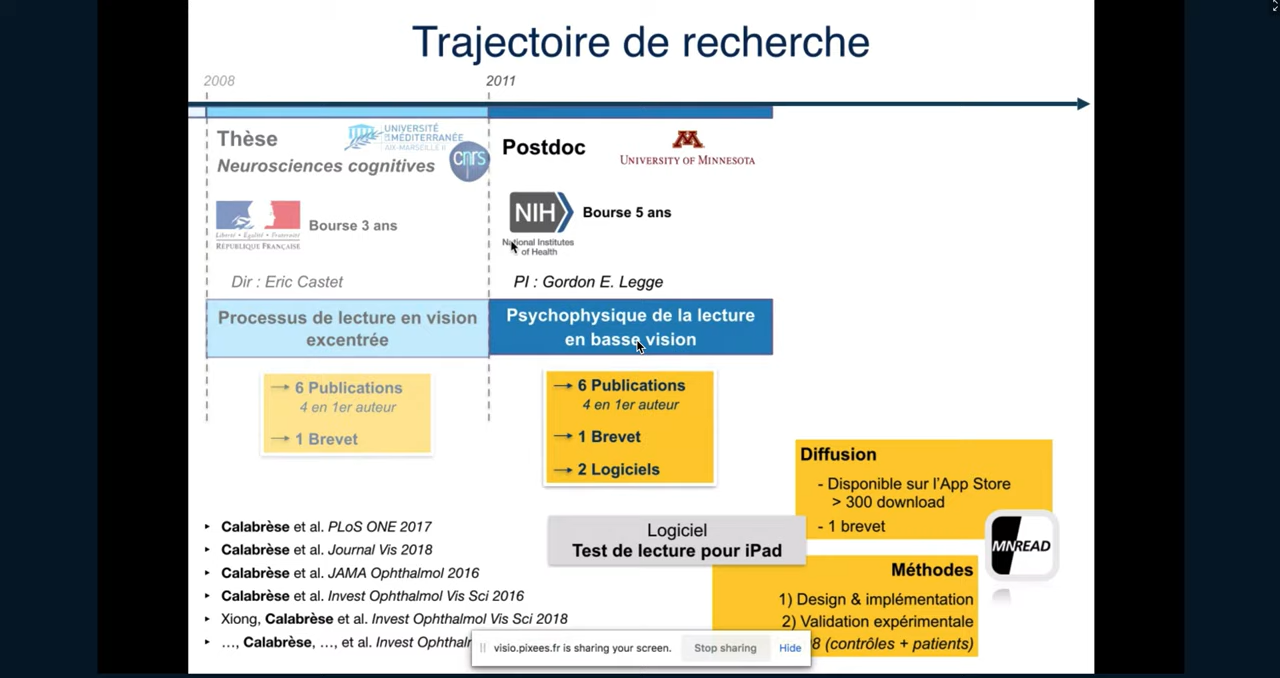 Trajectoire de recherche
2008
2011
Thèse
Neurosciences cognitives
UNIVERSITÉ
DE LA MÉDITERRANÉE
AIX-MARSEILLE II
cnrs
Postdoc
UNIVERSITY OF MINNESOTA
Liberté • Égalité • Fraternité
RÉPUBLIQUE FRANÇAISE
Bourse 3 ans
NIH
National Institutes
of Health
Bourse 5 ans
Dir : Eric Castet
PI : Gordon E. Legge
Processus de lecture en vision
excentrée
Psychophysique de la lecture
en basse vision
→ 6 Publications
4 en 1er auteur
→ 1 Brevet
→ 6 Publications
4 en 1er auteur
→ 1 Brevet
→ 2 Logiciels
Diffusion
- Disponible sur l'App Store
> 300 download
- 1 brevet
MNREAD
Logiciel
Test de lecture pour iPad
Méthodes
1) Design & implémentation
2) Validation expérimentale
8 (contrôles + patients)
‣ Calabrèse et al. PLoS ONE 2017
‣ Calabrèse et al. Journal Vis 2018
‣ Calabrèse et al. JAMA Ophthalmol 2016
‣ Calabrèse et al. Invest Ophthalmol Vis Sci 2016
‣ Xiong, Calabrèse et al. Invest Ophthalmol Vis Sci 2018
‣ …, Calabrèse, …, et al. Invest Ophthalr
visio.pixees.fr is sharing your screen.
Stop sharing
Hide